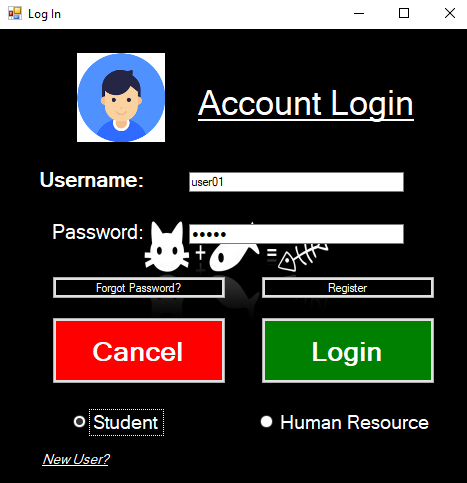 Log In
Account Login
Username: user01
Password: •••••
+ =
Forgot Password? Register
Cancel Login
Student Human Resource
New User?